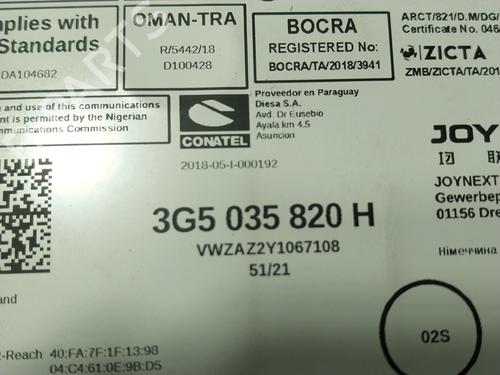 mplies with
Standards
DA104682
OMAN-TRA
R/5442/18
D100428
BOCRA
REGISTERED No:
BOCRA/TA/2018/3941
ARCT/821/D.M/DG/
Certificate No. 046/
ZICTA
ZMB/ZICTA/TA/201
n and use of this communications
ent is permitted by the Nigerian
mmunications Commission
CONATEL
Proveedor en Paraguay
Diesa S.A.
Avd. Dr Eusebio
Ayala km 4.5
Asuncion
2018-05-I-000192
JOYNEXT
JOYNEXT
Gewerbep
01156 Dre
3G5 035 820 H
VWZAZ2Y1067108
51/21
Німеччина
and
02S
R-Reach
40:FA:7F:1F:13:98
04:C4:61:0E:9B:D5